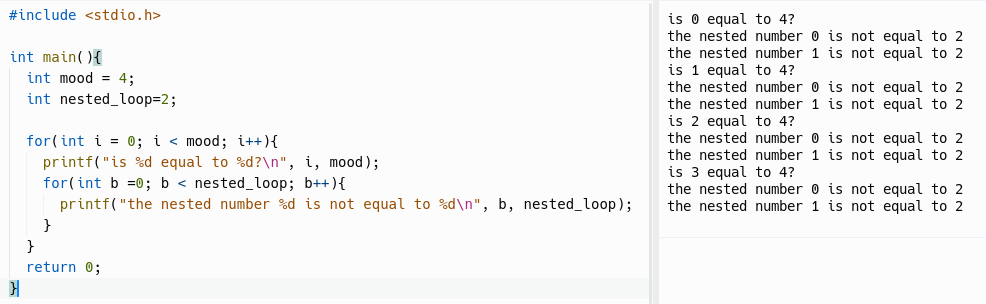 #include <stdio.h>

int main(){
  int mood = 4;
  int nested_loop=2;

  for(int i = 0; i < mood; i++){
    printf("is %d equal to %d?\n", i, mood);
    for(int b =0; b < nested_loop; b++){
      printf("the nested number %d is not equal to %d\n", b, nested_loop);
    }
  }
  return 0;
}
is 0 equal to 4?
the nested number 0 is not equal to 2
the nested number 1 is not equal to 2
is 1 equal to 4?
the nested number 0 is not equal to 2
the nested number 1 is not equal to 2
is 2 equal to 4?
the nested number 0 is not equal to 2
the nested number 1 is not equal to 2
is 3 equal to 4?
the nested number 0 is not equal to 2
the nested number 1 is not equal to 2